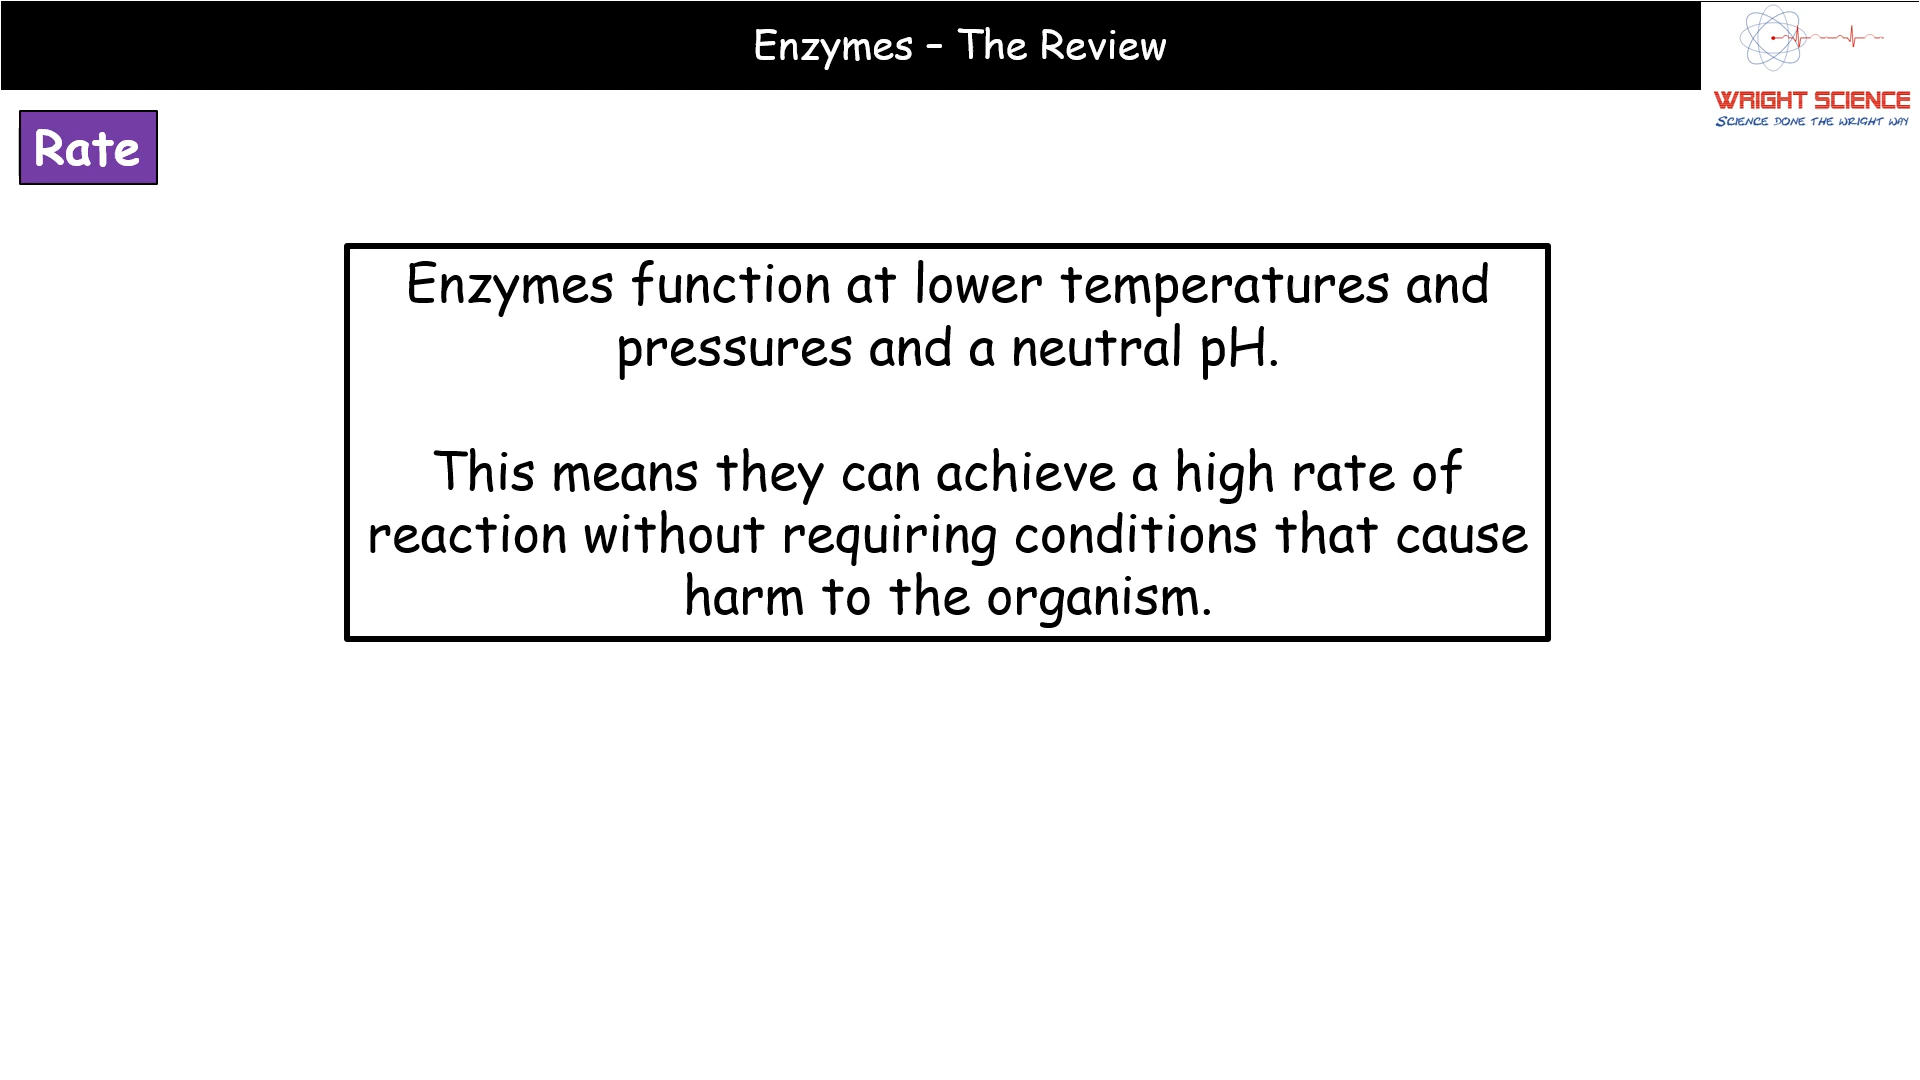 Enzymes – The Review
WRIGHT SCIENCE
SCIENCE DONE THE WRIGHT WAY
Rate
Enzymes function at lower temperatures and
pressures and a neutral pH.
This means they can achieve a high rate of
reaction without requiring conditions that cause
harm to the organism.